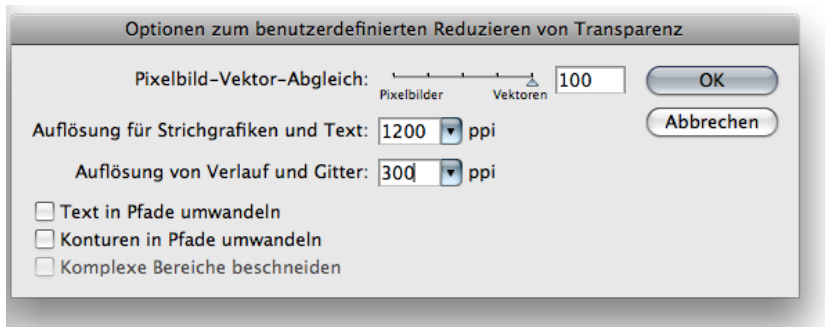 Optionen zum benutzerdefinierten Reduzieren von Transparenz
Pixelbild-Vektor-Abgleich: 100 OK
Pixelbilder Vektoren
Abbrechen
Auflösung für Strichgrafiken und Text: 1200 ppi
Auflösung von Verlauf und Gitter: 300 ppi
Text in Pfade umwandeln
Konturen in Pfade umwandeln
Komplexe Bereiche beschneiden